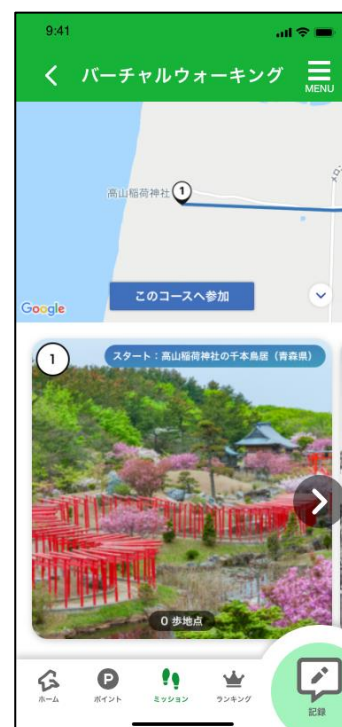 9:41
バーチャルウォーキング
MENU
高山稲荷神社
1
このコースへ参加
Google
1
スタート：高山稲荷神社の千本鳥居（青森県）
0 歩地点
P
ホーム
ポイント
ミッション
ランキング
記録